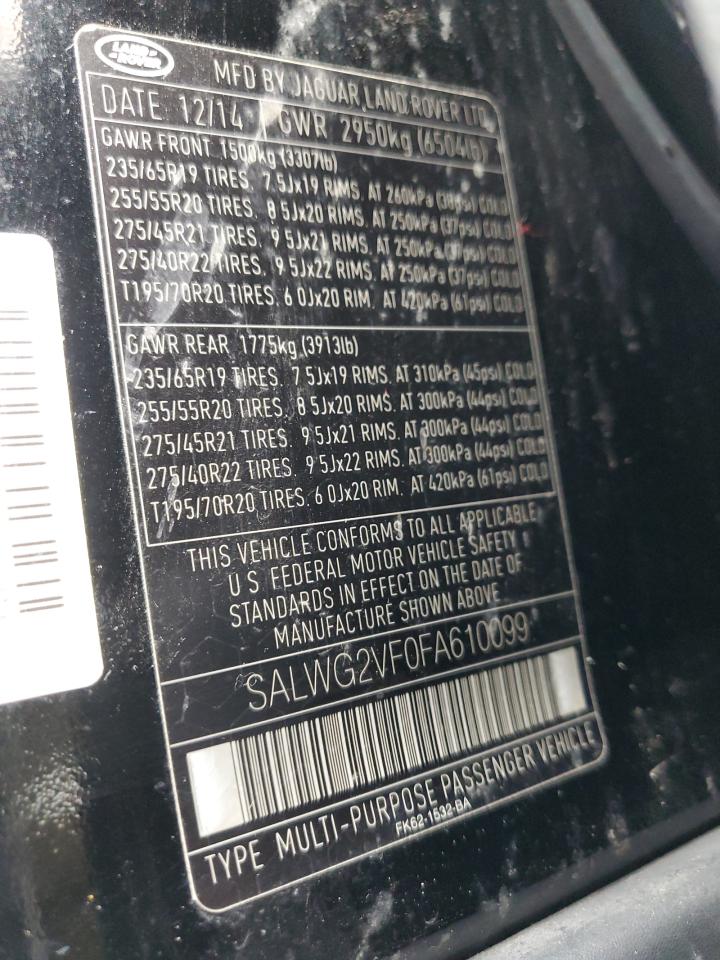 LAND ROVER
MFD BY JAGUAR LAND ROVER LTD
DATE 12/14 GWR 2950kg (6504lb)
GAWR FRONT 1500kg (3307lb)
235/65R19 TIRES. 7.5Jx19 RIMS. AT 260kPa (38psi) COLD
255/55R20 TIRES. 8 5Jx20 RIMS. AT 250kPa (37psi) COLD
275/45R21 TIRES. 9 5Jx21 RIMS. AT 250kPa (37psi) COLD
275/40R22 TIRES. 9 5Jx22 RIMS. AT 250kPa (37psi) COLD
T195/70R20 TIRES. 6 0Jx20 RIM. AT 420kPa (61psi) COLD
GAWR REAR 1775kg (3913lb)
235/65R19 TIRES. 7 5Jx19 RIMS. AT 310kPa (45psi) COLD
255/55R20 TIRES. 8 5Jx20 RIMS. AT 300kPa (44psi) COLD
275/45R21 TIRES. 9 5Jx21 RIMS. AT 300kPa (44psi) COLD
275/40R22 TIRES. 9 5Jx22 RIMS. AT 300kPa (44psi) COLD
T195/70R20 TIRES. 6 0Jx20 RIM. AT 420kPa (61psi) COLD
THIS VEHICLE CONFORMS TO ALL APPLICABLE
U S FEDERAL MOTOR VEHICLE SAFETY
STANDARDS IN EFFECT ON THE DATE OF
MANUFACTURE SHOWN ABOVE
SALWG2VF0FA610099
TYPE MULTI-PURPOSE PASSENGER VEHICLE
FK62-1532-BA